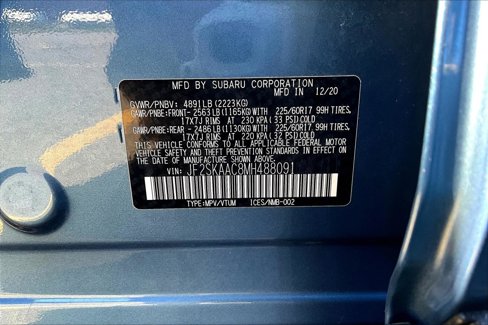 MFD BY SUBARU CORPORATION
MFD IN 12/20
GVWR/PNBV: 4891LB (2223KG)
GAWR/PNBE:FRONT- 2563LB(1165KG)WITH 225/60R17 99H TIRES,
17X7J RIMS AT 230 KPA (33 PSI)COLD
GAWR/PNBE:REAR - 2486LB(1130KG)WITH 225/60R17 99H TIRES,
17X7J RIMS AT 220 KPA (32 PSI)COLD
THIS VEHICLE CONFORMS TO ALL APPLICABLE FEDERAL MOTOR
VEHICLE SAFETY AND THEFT PREVENTION STANDARDS IN EFFECT
ON THE DATE OF MANUFACTURE SHOWN ABOVE.
VIN: JF2SKAAC8MH488091
TYPE:MPV/VTUM ICES/NMB-002